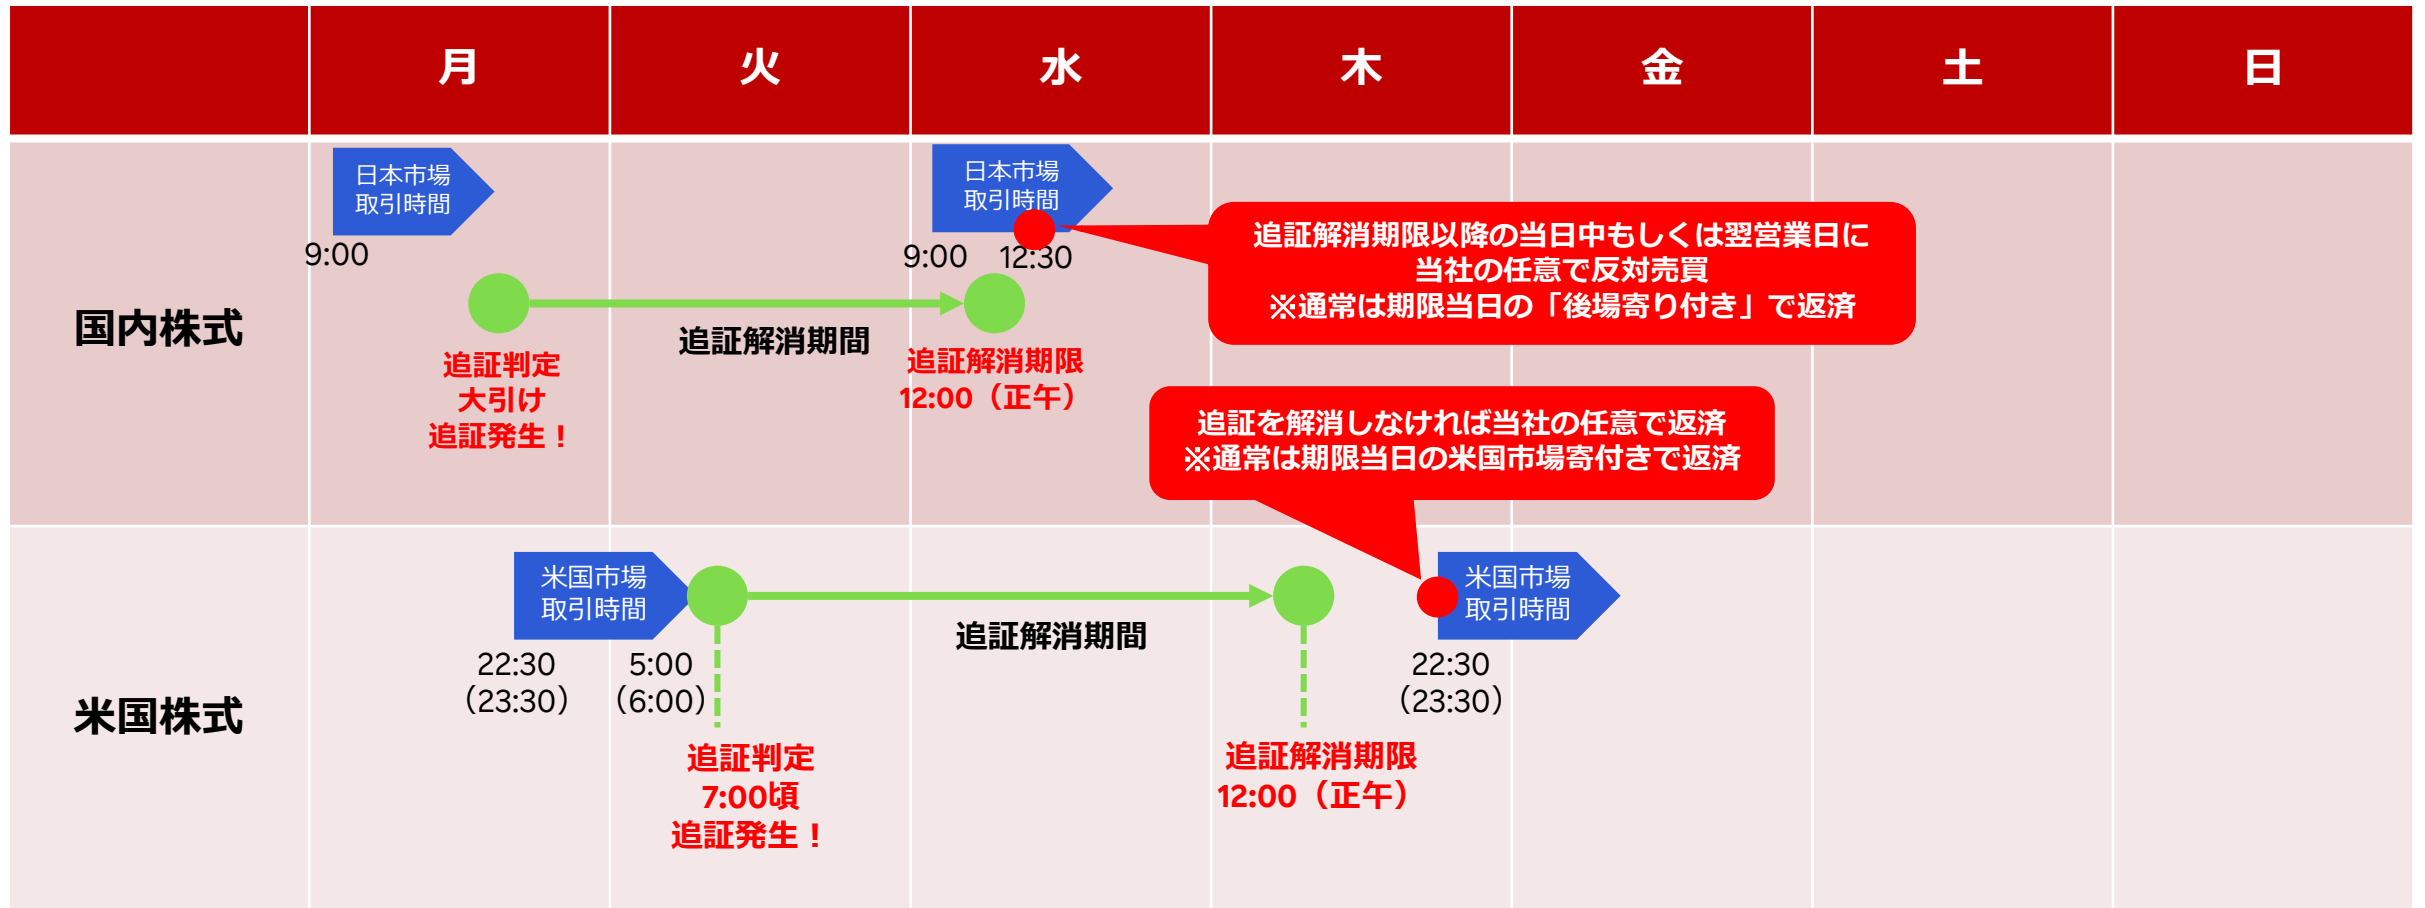 月
火
水
木
金
土
日
国内株式
日本市場
取引時間
9:00
追証判定
大引け
追証発生！
追証解消期間
日本市場
取引時間
9:00
12:30
追証解消期限
12:00（正午）
追証解消期限以降の当日中もしくは翌営業日に
当社の任意で反対売買
※通常は期限当日の「後場寄り付き」で返済
追証を解消しなければ当社の任意で返済
※通常は期限当日の米国市場寄付きで返済
米国株式
米国市場
取引時間
22:30
（23:30）
5:00
（6:00）
追証判定
7:00頃
追証発生！
追証解消期間
追証解消期限
12:00（正午）
米国市場
取引時間
22:30
（23:30）